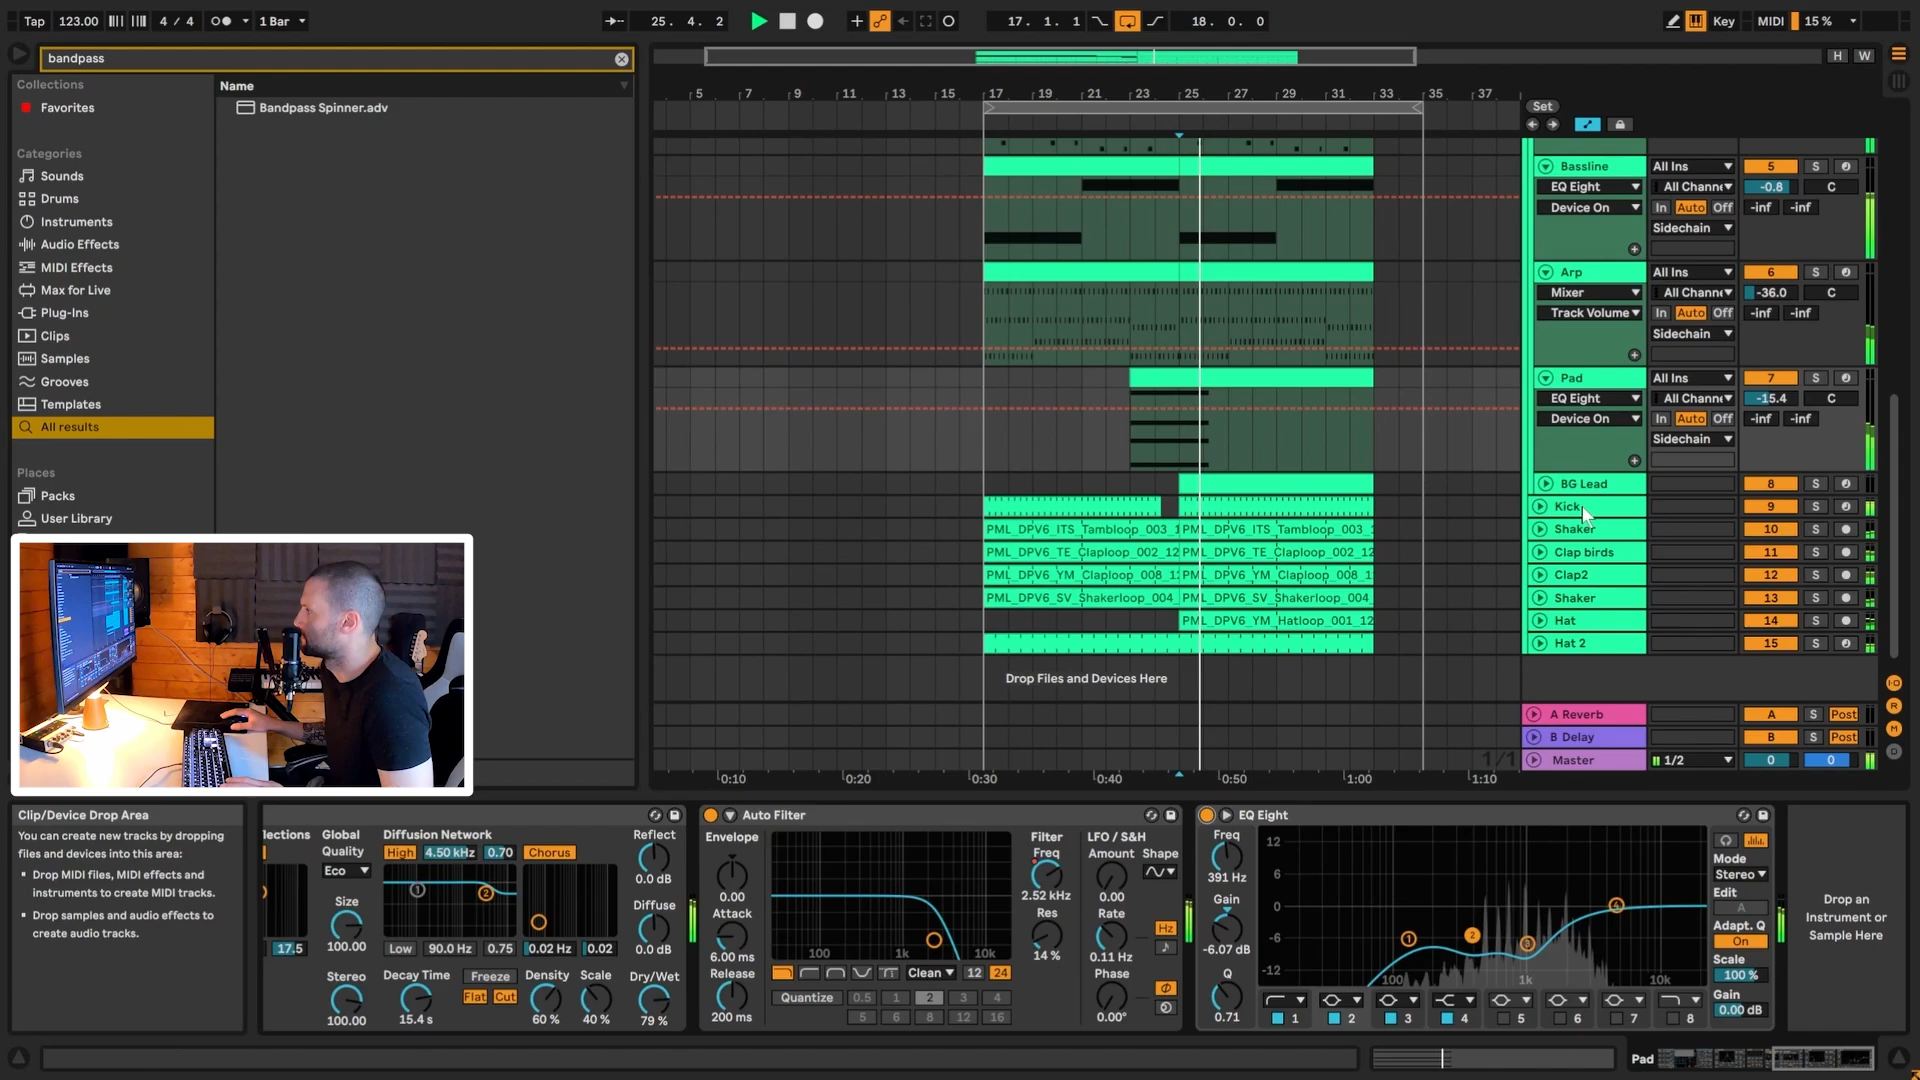 Tap 123.00 4 / 4 1 Bar
25. 4. 2
17. 1. 1
18. 0. 0
Key MIDI 15 %
bandpass
H W
Collections
Favorites
Categories
Sounds
Drums
Instruments
Audio Effects
MIDI Effects
Max for Live
Plug-Ins
Clips
Samples
Grooves
Templates
All results
Places
Packs
User Library
Name
Bandpass Spinner.adv
5 7 9 11 13 15 17 19 21 23 25 27 29 31 33 35 37
Set
Bassline All Ins 5 S
EQ Eight All Channe -0.8 C
Device On In Auto Off -inf -inf
Sidechain
Arp All Ins 6 S
Mixer All Channe -36.0 C
Track Volume In Auto Off -inf -inf
Sidechain
Pad All Ins 7 S
EQ Eight All Channe -15.4 C
Device On In Auto Off -inf -inf
Sidechain
BG Lead 8 S
Kick 9 S
PML_DPV6_ITS_Tambloop_003_1 PML_DPV6_ITS_Tambloop_003_1 Shaker 10 S
PML_DPV6_TE_Claploop_002_12 PML_DPV6_TE_Claploop_002_12 Clap birds 11 S
PML_DPV6_YM_Claploop_008_12 PML_DPV6_YM_Claploop_008_1 Clap2 12 S
PML_DPV6_SV_Shakerloop_004 PML_DPV6_SV_Shakerloop_004 Shaker 13 S
PML_DPV6_YM_Hatloop_001_12 Hat 14 S
Hat 2 15 S
Drop Files and Devices Here
A Reverb A S Post
B Delay B S Post
1/1 Master 1/2 0 0
0:10 0:20 0:30 0:40 0:50 1:00 1:10
Clip/Device Drop Area
You can create new tracks by dropping
files and devices into this area:
Drop MIDI files, MIDI effects and
instruments to create MIDI tracks.
Drop samples and audio effects to
create audio tracks.
lections
17.5
Global
Quality
Eco
Size
100.00
Stereo
100.00
Diffusion Network
High 4.50 kHz 0.70 Chorus
1 2
Low 90.0 Hz 0.75 0.02 Hz 0.02
Decay Time Freeze Density Scale
Flat Cut
15.4 s 60 % 40 %
Reflect
0.0 dB
Diffuse
0.0 dB
Dry/Wet
79 %
Auto Filter
Envelope
0.00
Attack
6.00 ms
Release
200 ms
100 1k 10k
Clean 12 24
Quantize 0.5 1 2 3 4
5 6 8 12 16
Filter
Freq
2.52 kHz
Res
14 %
LFO / S&H
Amount Shape
0.00
Rate Hz
0.11 Hz
Phase
0.00°
EQ Eight
Freq
391 Hz
Gain
-6.07 dB
Q
0.71
12
6
0
-6
-12
1 2 3 4
100 1k 10k
1 2 3 4 5 6 7 8
Mode
Stereo
Edit
A
Adapt. Q
On
Scale
100 %
Gain
0.00 dB
Drop an
Instrument or
Sample Here
Pad